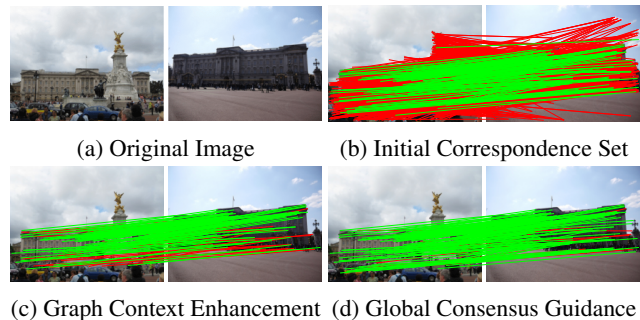 (a) Original Image
(b) Initial Correspondence Set
(c) Graph Context Enhancement
(d) Global Consensus Guidance